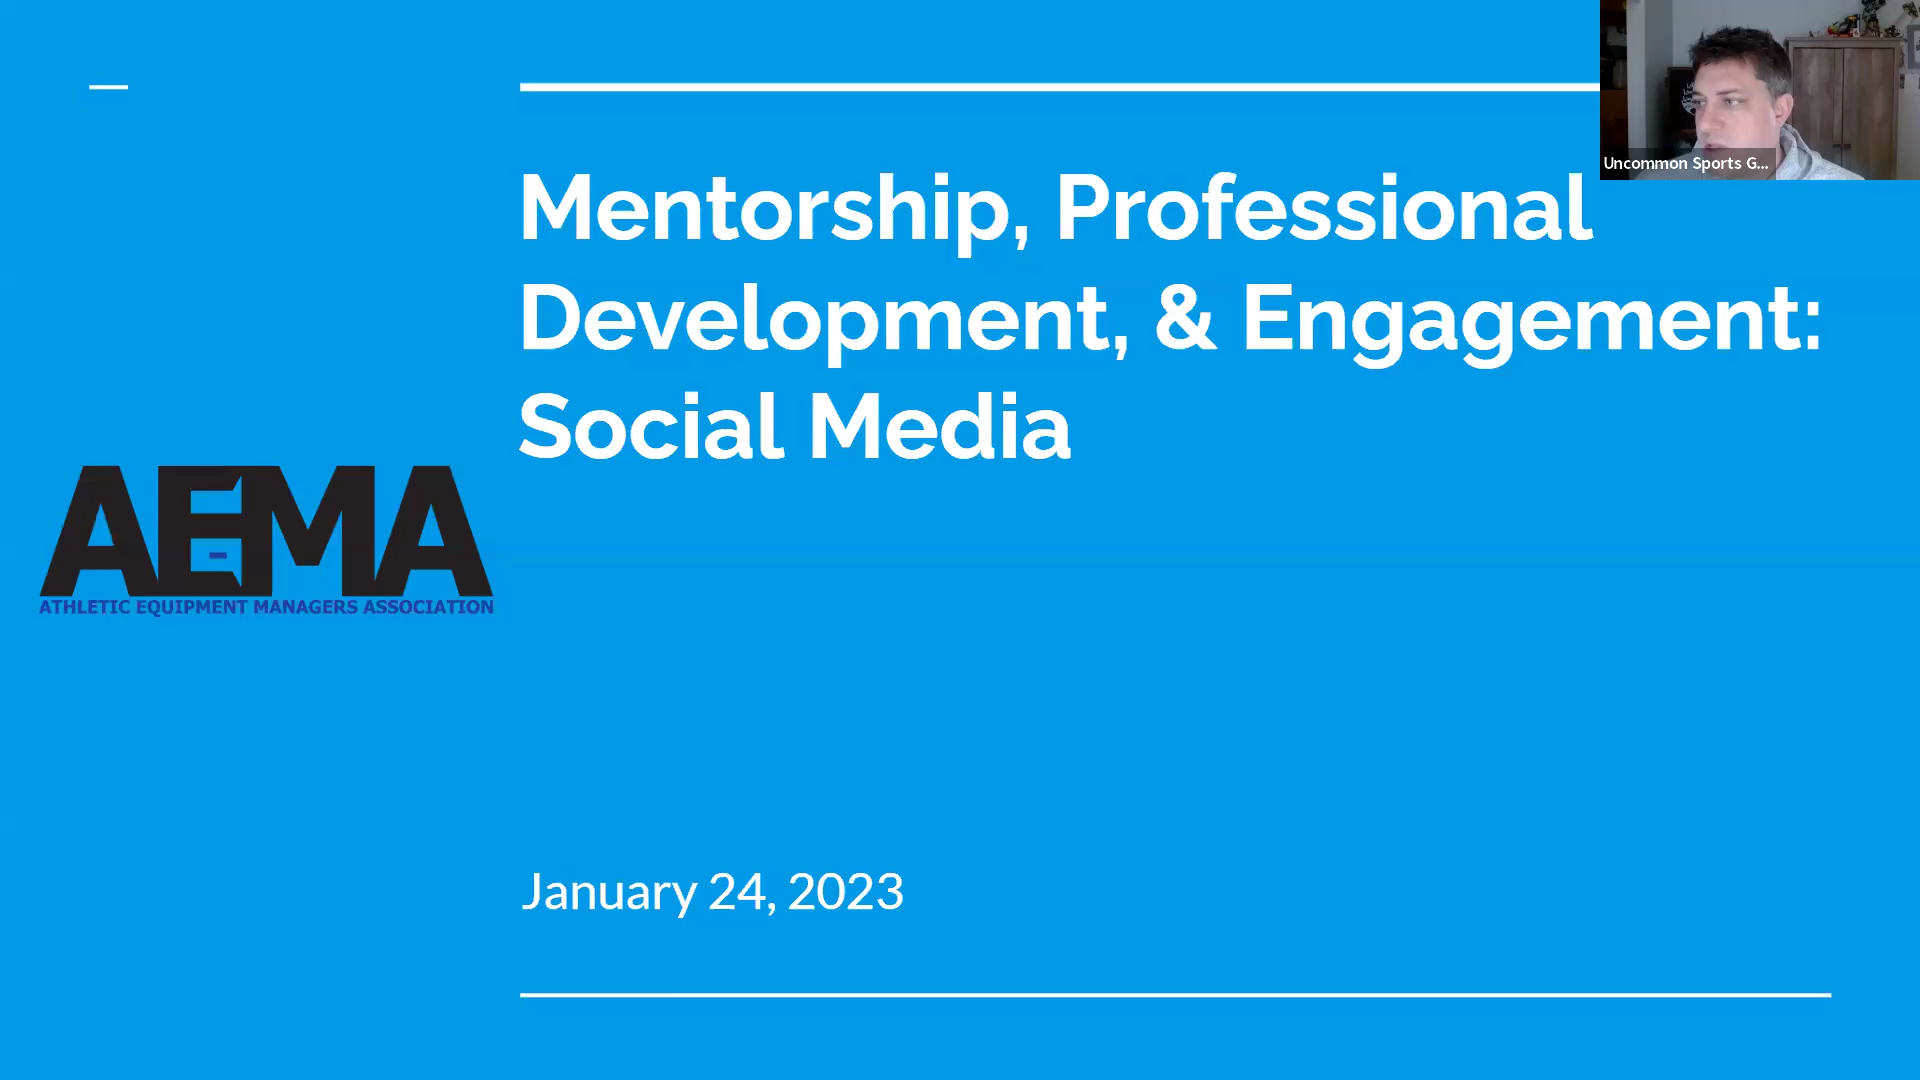 Mentorship, Professional
Development, & Engagement:
Social Media
AEMA
ATHLETIC EQUIPMENT MANAGERS ASSOCIATION
January 24, 2023
Uncommon Sports G...